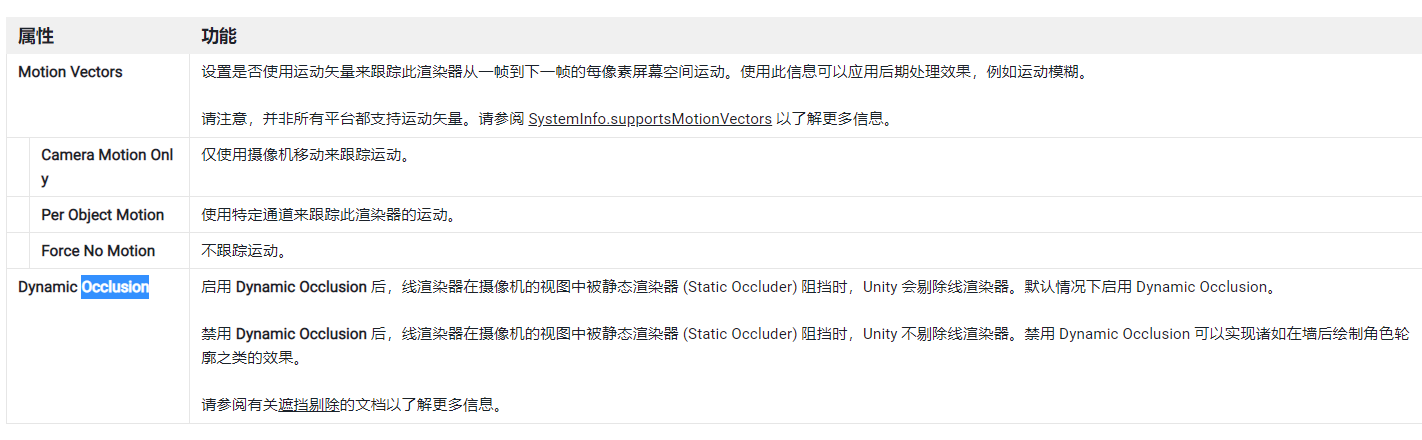 属性 功能
Motion Vectors 设置是否使用运动矢量来跟踪此渲染器从一帧到下一帧的每像素屏幕空间运动。使用此信息可以应用后期处理效果，例如运动模糊。
请注意，并非所有平台都支持运动矢量。请参阅 SystemInfo.supportsMotionVectors 以了解更多信息。
Camera Motion Onl 仅使用摄像机移动来跟踪运动。
y
Per Object Motion 使用特定通道来跟踪此渲染器的运动。
Force No Motion 不跟踪运动。
Dynamic Occlusion 启用 Dynamic Occlusion 后，线渲染器在摄像机的视图中被静态渲染器 (Static Occluder) 阻挡时，Unity 会剔除线渲染器。默认情况下启用 Dynamic Occlusion。
禁用 Dynamic Occlusion 后，线渲染器在摄像机的视图中被静态渲染器 (Static Occluder) 阻挡时，Unity 不剔除线渲染器。禁用 Dynamic Occlusion 可以实现诸如在墙后绘制角色轮
廓之类的效果。
请参阅有关遮挡剔除的文档以了解更多信息。